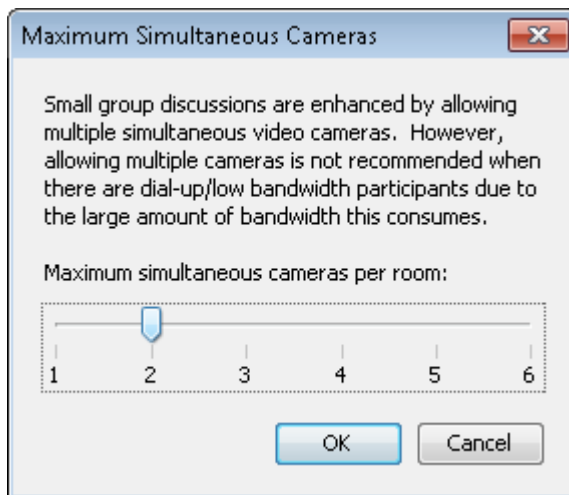 Maximum Simultaneous Cameras
Small group discussions are enhanced by allowing
multiple simultaneous video cameras.  However,
allowing multiple cameras is not recommended when
there are dial-up/low bandwidth participants due to
the large amount of bandwidth this consumes.
Maximum simultaneous cameras per room:
1 2 3 4 5 6
OK Cancel